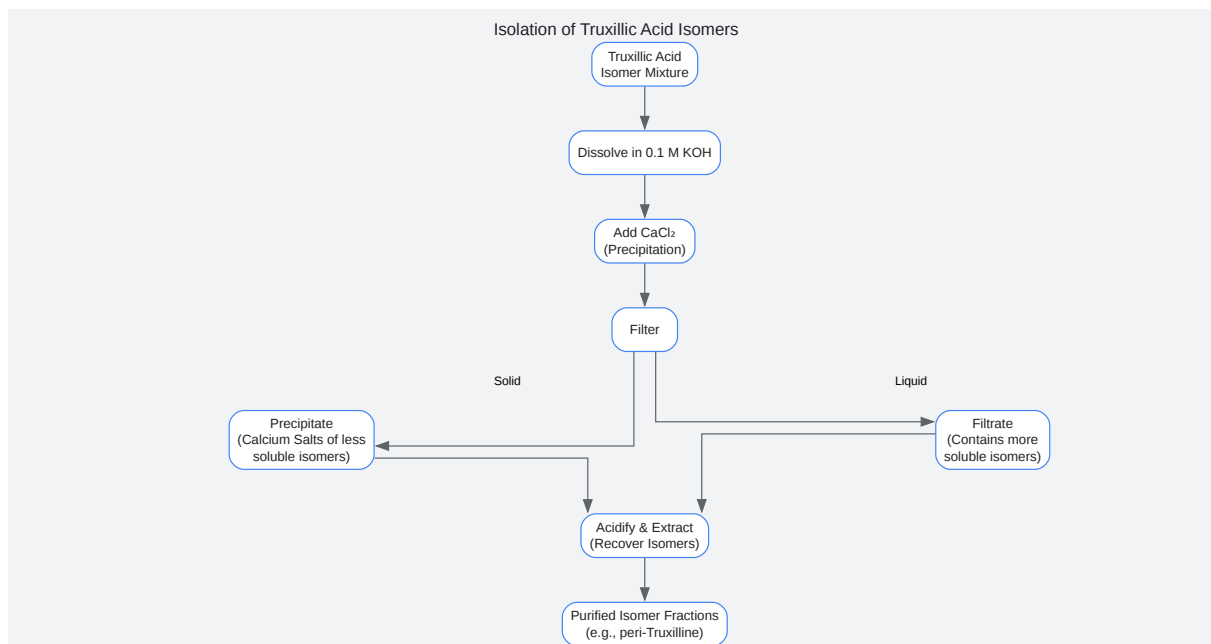 Isolation of Truxillic Acid Isomers
Truxillic Acid
Isomer Mixture
Dissolve in 0.1 M KOH
Add CaCl₂
(Precipitation)
Filter
Solid
Liquid
Precipitate
(Calcium Salts of less
soluble isomers)
Filtrate
(Contains more
soluble isomers)
Acidify & Extract
(Recover Isomers)
Purified Isomer Fractions
(e.g., peri-Truxilline)